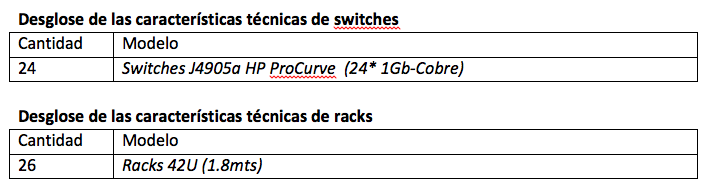 Desglose de las características técnicas de switches
Cantidad Modelo
24 Switches J4905a HP ProCurve (24* 1Gb-Cobre)
Desglose de las características técnicas de racks
Cantidad Modelo
26 Racks 42U (1.8mts)